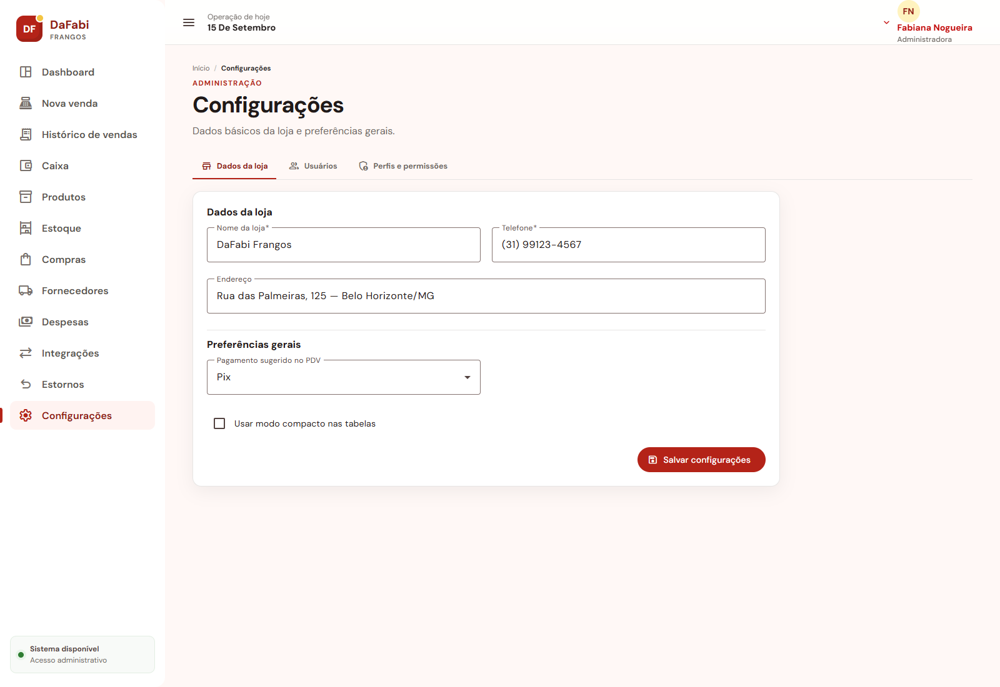 DF
DaFabi
FRANGOS
Dashboard
Nova venda
Histórico de vendas
Caixa
Produtos
Estoque
Compras
Fornecedores
Despesas
Integrações
Estornos
Configurações
Sistema disponível
Acesso administrativo
Operação de hoje
15 De Setembro
FN
Fabiana Nogueira
Administradora
Início / Configurações
ADMINISTRAÇÃO
Configurações
Dados básicos da loja e preferências gerais.
Dados da loja
Usuários
Perfis e permissões
Dados da loja
Nome da loja*
DaFabi Frangos
Telefone*
(31) 99123-4567
Endereço
Rua das Palmeiras, 125 — Belo Horizonte/MG
Preferências gerais
Pagamento sugerido no PDV
Pix
Usar modo compacto nas tabelas
Salvar configurações